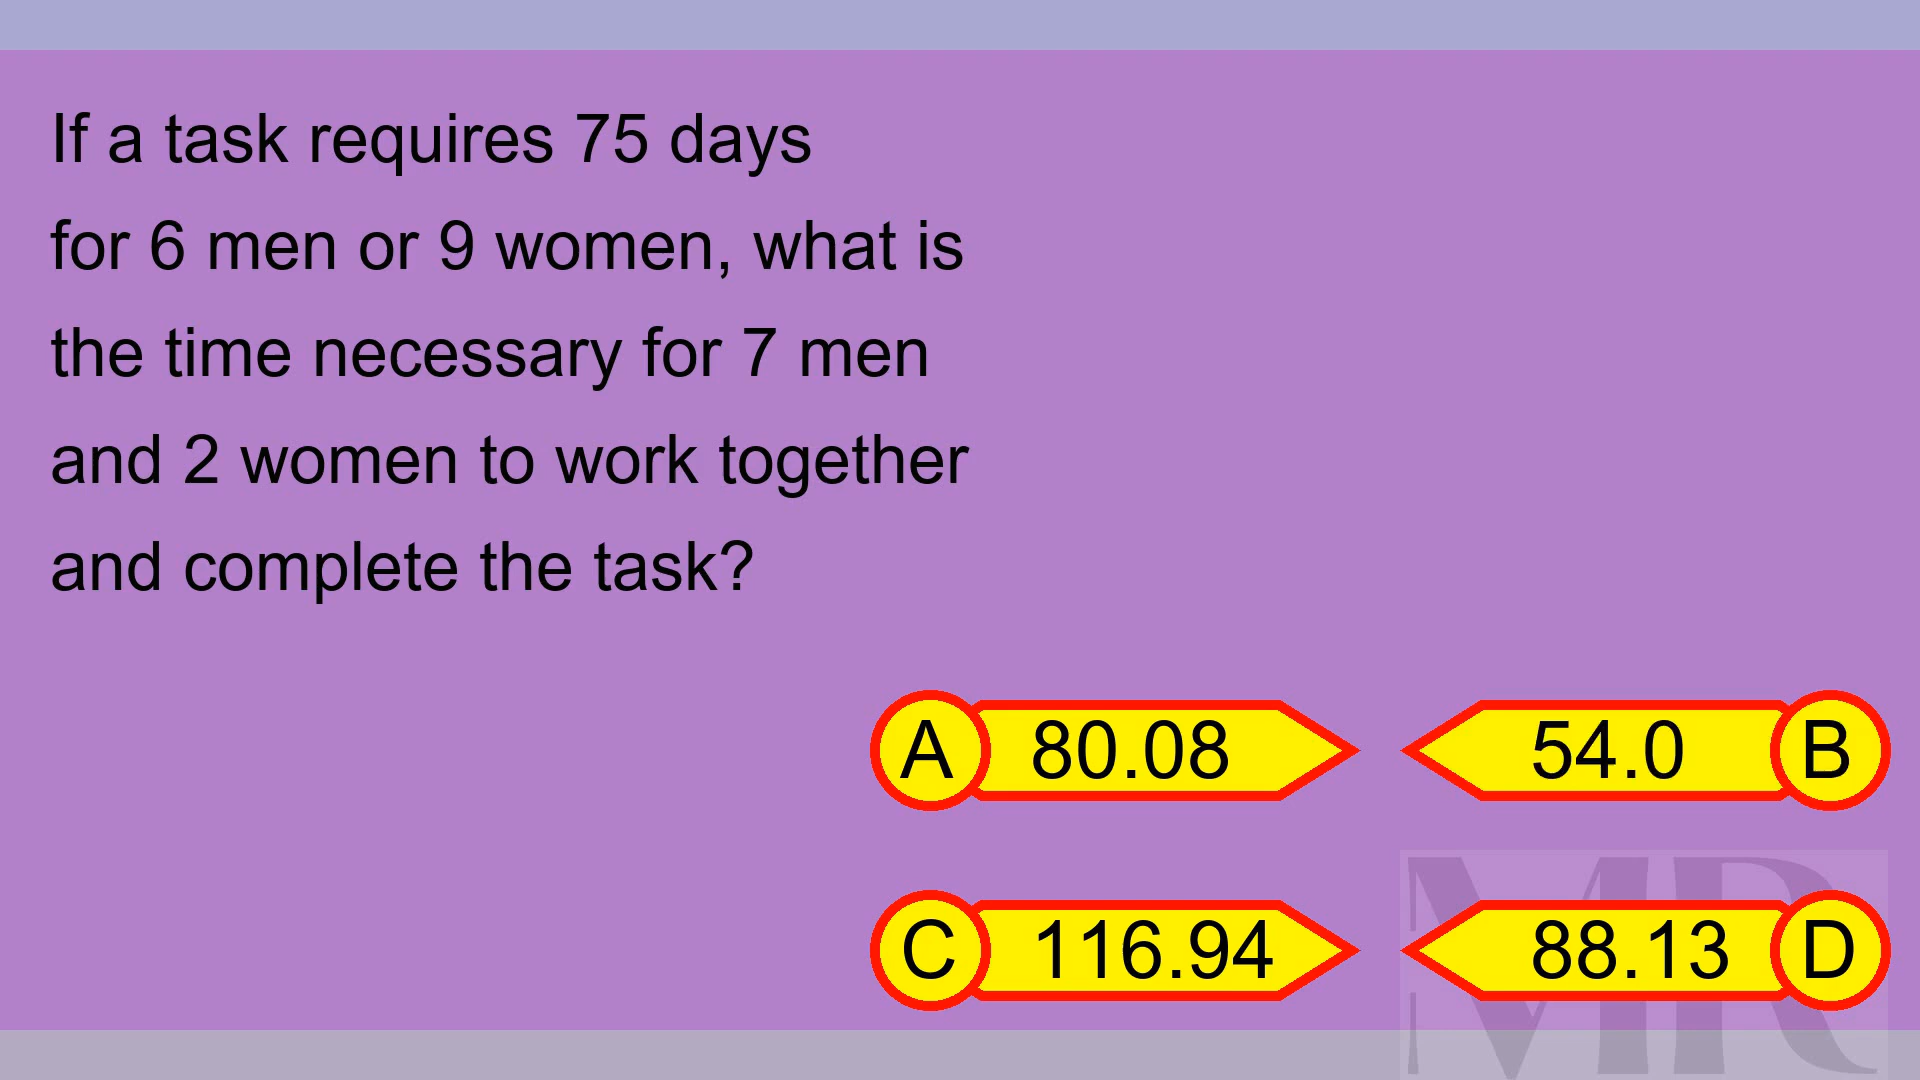 If a task requires 75 days
for 6 men or 9 women, what is
the time necessary for 7 men
and 2 women to work together
and complete the task?
A 80.08
54.0 B
C 116.94
88.13 D
MR